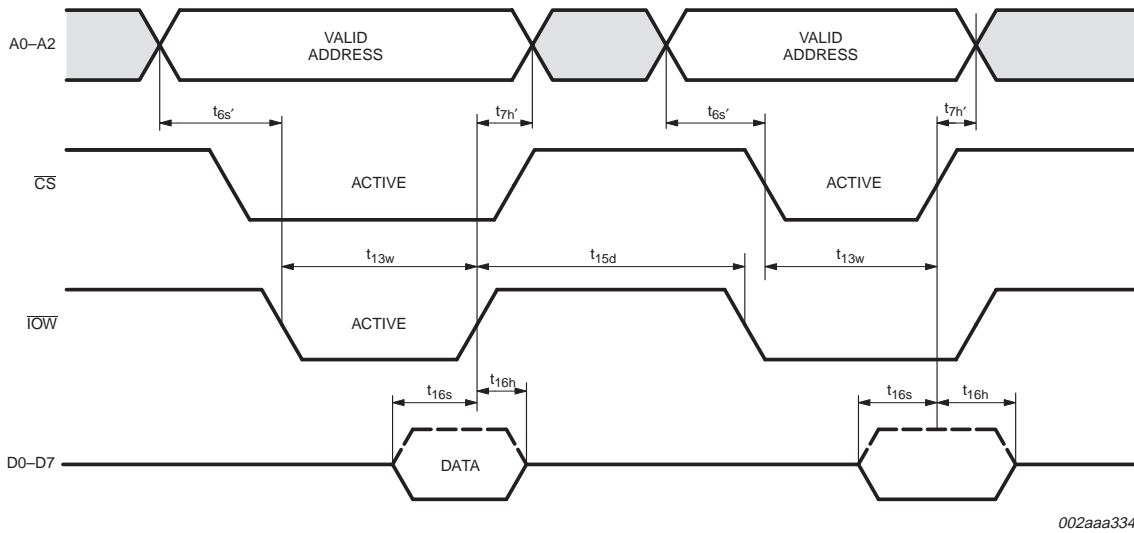 A0–A2
VALID
ADDRESS
VALID
ADDRESS
t6s′
t7h′
t6s′
t7h′
CS
ACTIVE
ACTIVE
t13w
t15d
t13w
IOW
ACTIVE
t16s
t16h
t16s
t16h
D0–D7
DATA
002aaa334